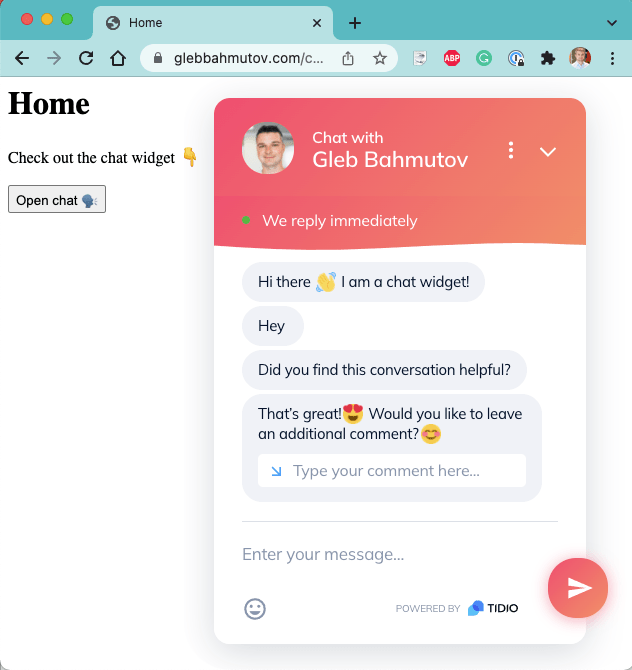 Home
glebbahmutov.com/c...
ABP
Home
Check out the chat widget 👇
Open chat 🗣
Chat with
Gleb Bahmutov
We reply immediately
Hi there 👋 I am a chat widget!
Hey
Did you find this conversation helpful?
That's great!😍 Would you like to leave
an additional comment?😊
Type your comment here...
Enter your message...
POWERED BY TIDIO